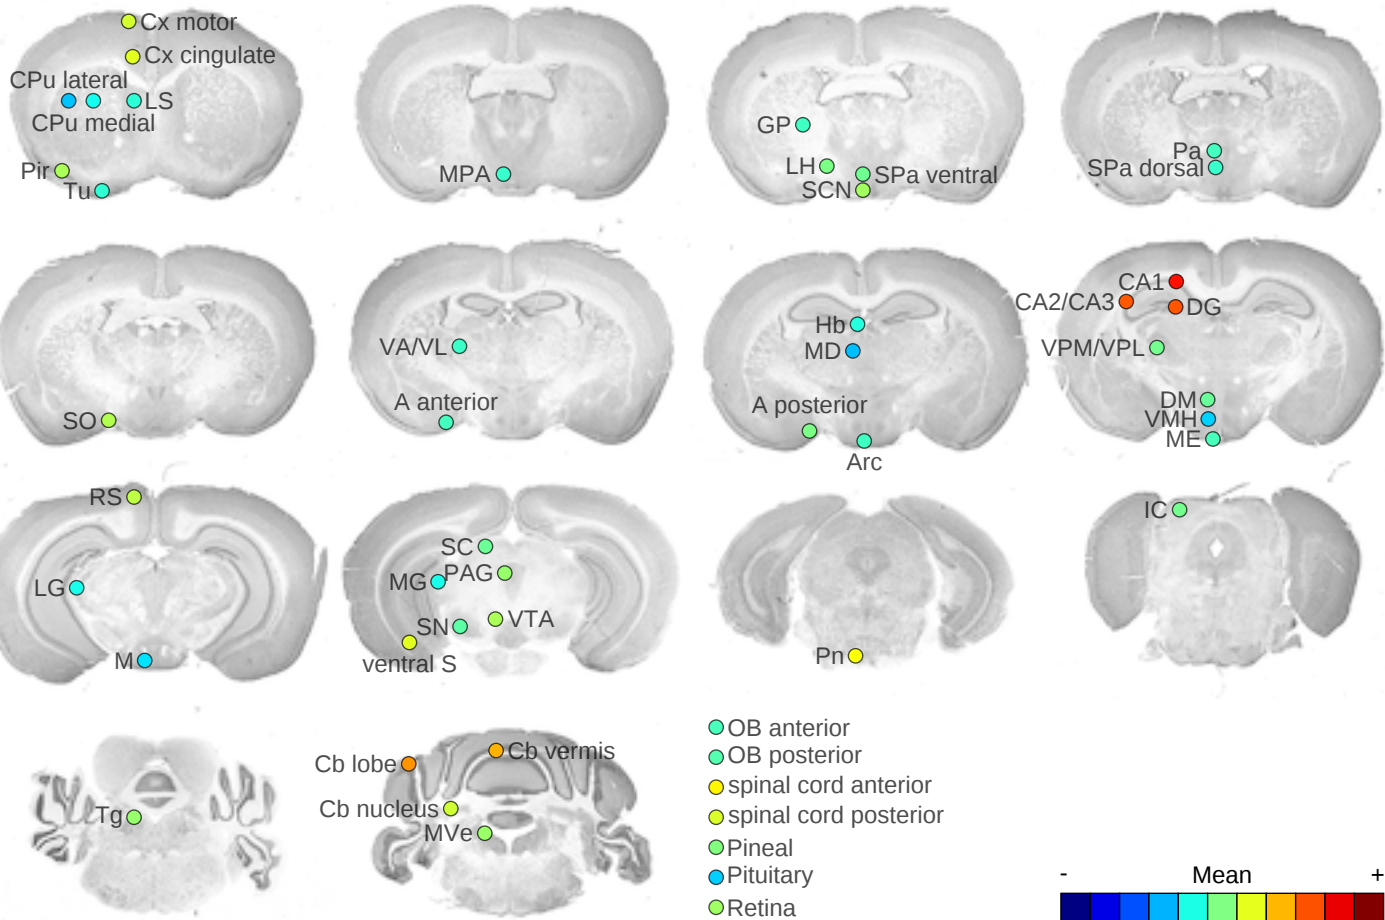 Cx motor
Cx cingulate
CPu lateral
LS
CPu medial
Pir
Tu
MPA
GP
LH
SPa ventral
SCN
Pa
SPa dorsal
SO
VA/VL
A anterior
Hb
MD
A posterior
Arc
CA1
CA2/CA3
DG
VPM/VPL
DM
VMH
ME
RS
LG
M
SC
MG
PAG
SN
VTA
ventral S
Pn
IC
Tg
Cb lobe
Cb vermis
Cb nucleus
MVe
OB anterior
OB posterior
spinal cord anterior
spinal cord posterior
Pineal
Pituitary
Retina
- Mean +